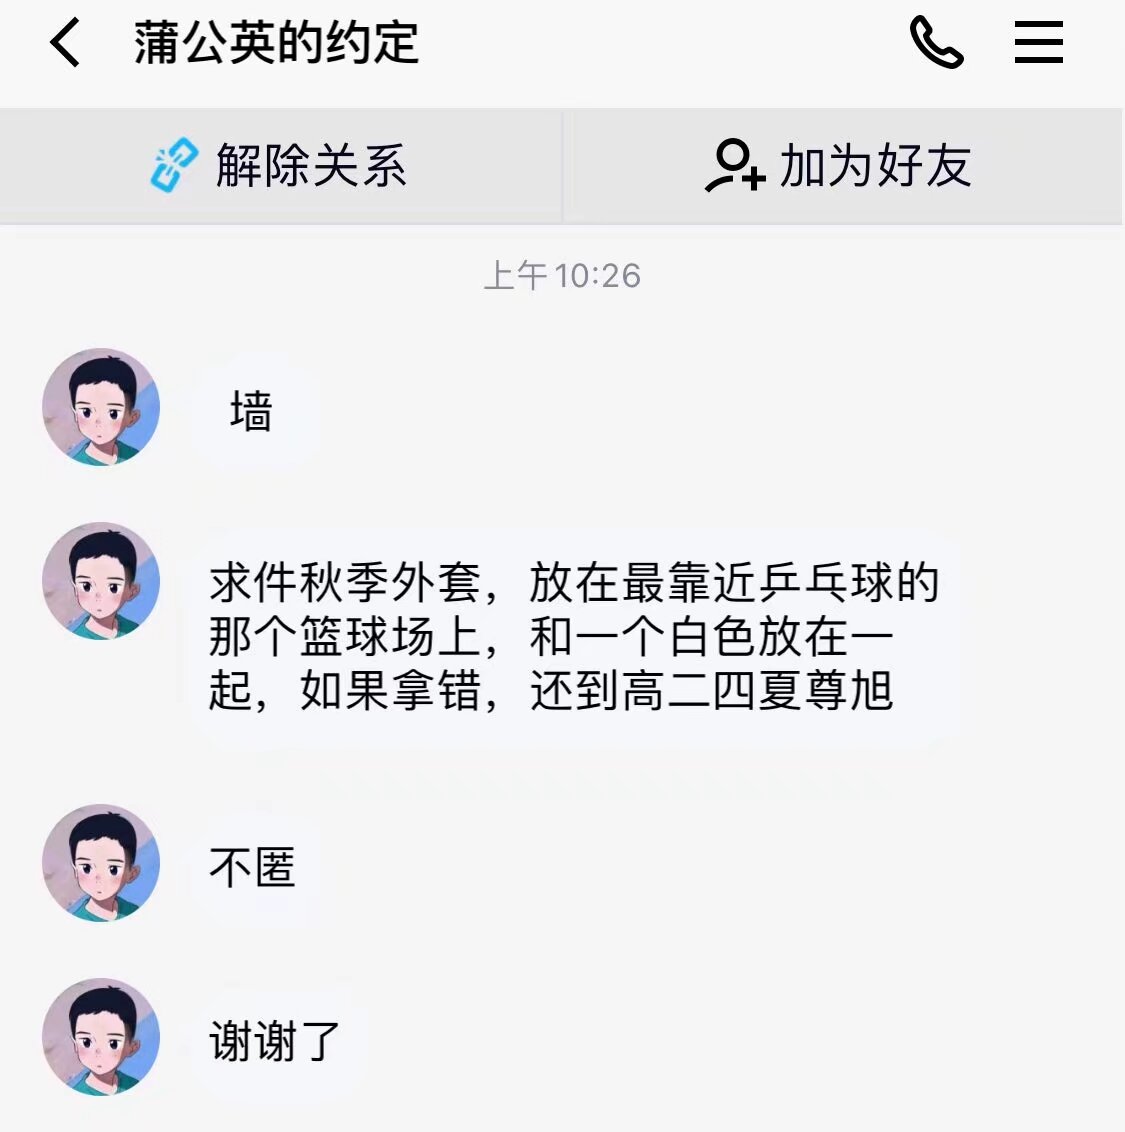 蒲公英的约定
解除关系
加为好友
上午10:26
墙
求件秋季外套，放在最靠近乒乓球的
那个篮球场上，和一个白色放在一
起，如果拿错，还到高二四夏尊旭
不匿
谢谢了